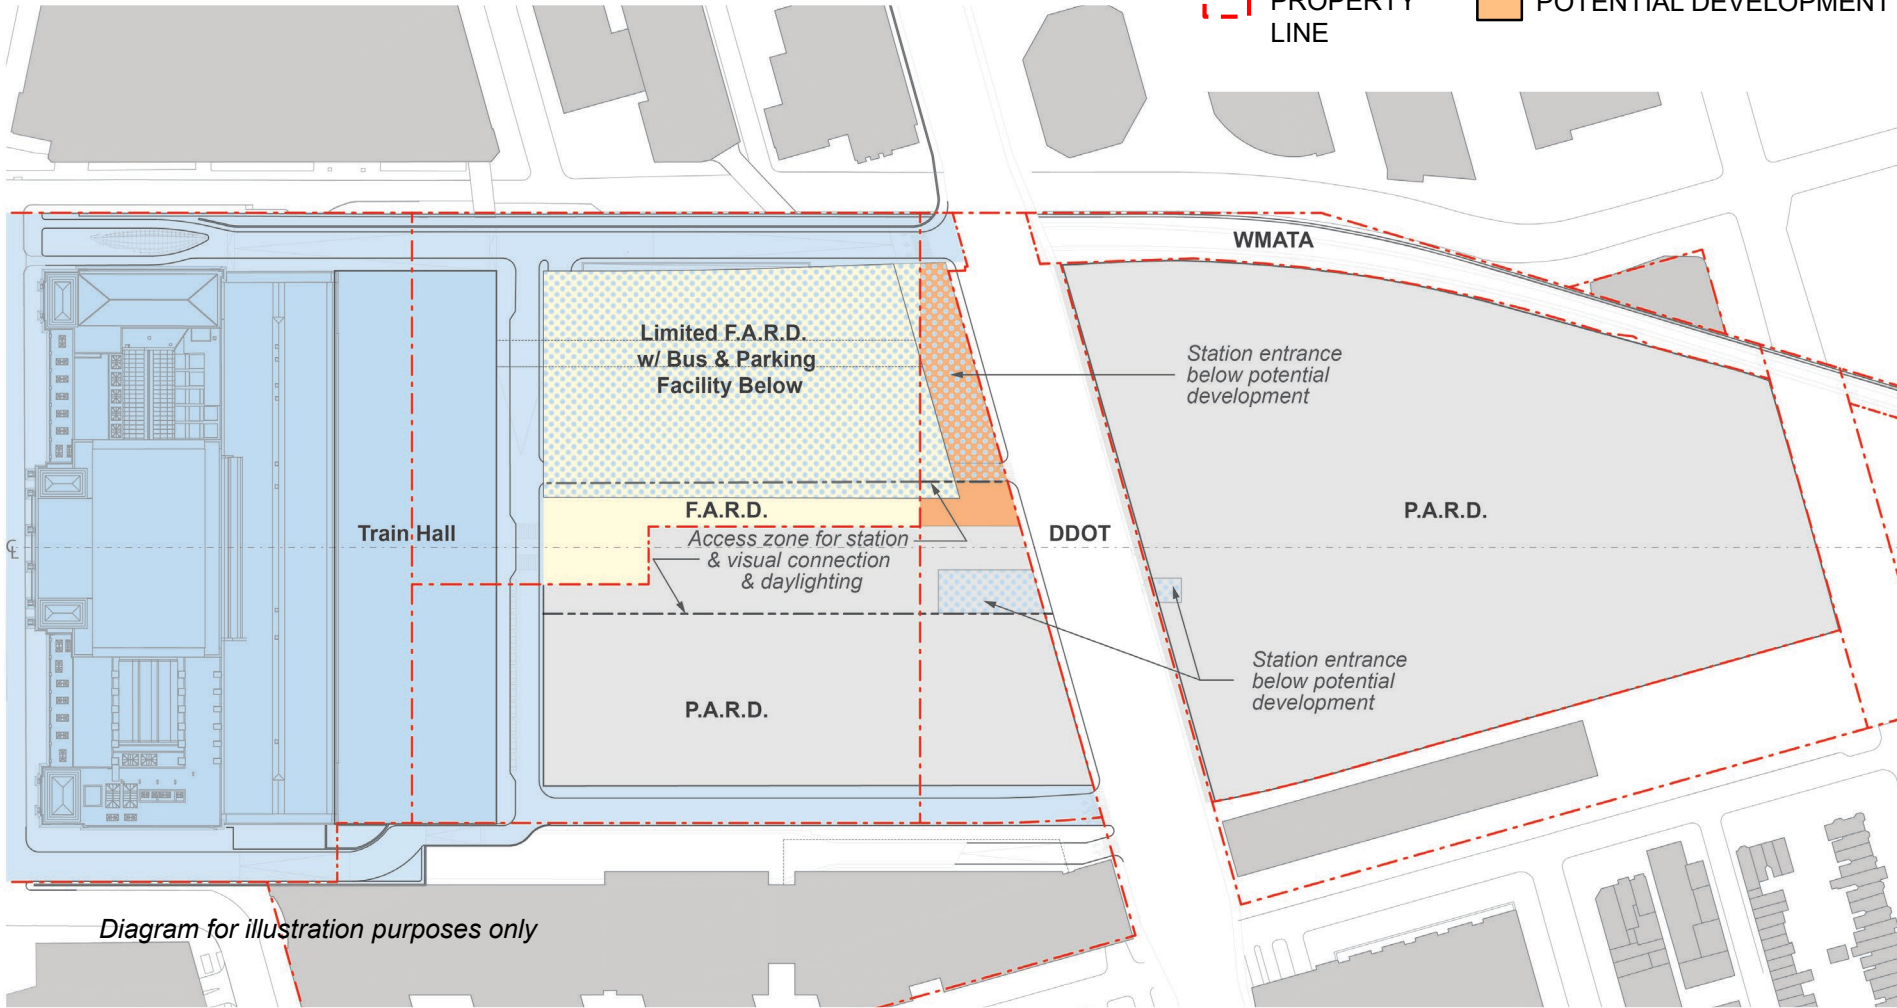 PROPERTY
LINE
POTENTIAL DEVELOPMENT
WMATA
Limited F.A.R.D.
w/ Bus & Parking
Facility Below
Station entrance
below potential
development
Train Hall
F.A.R.D.
Access zone for station
& visual connection
& daylighting
DDOT
P.A.R.D.
℄
P.A.R.D.
Station entrance
below potential
development
Diagram for illustration purposes only